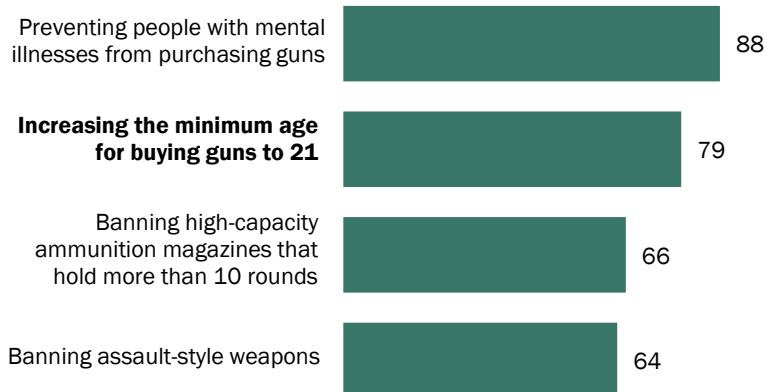 Preventing people with mental
illnesses from purchasing guns
88
Increasing the minimum age
for buying guns to 21
79
Banning high-capacity
ammunition magazines that
hold more than 10 rounds
66
Banning assault-style weapons
64